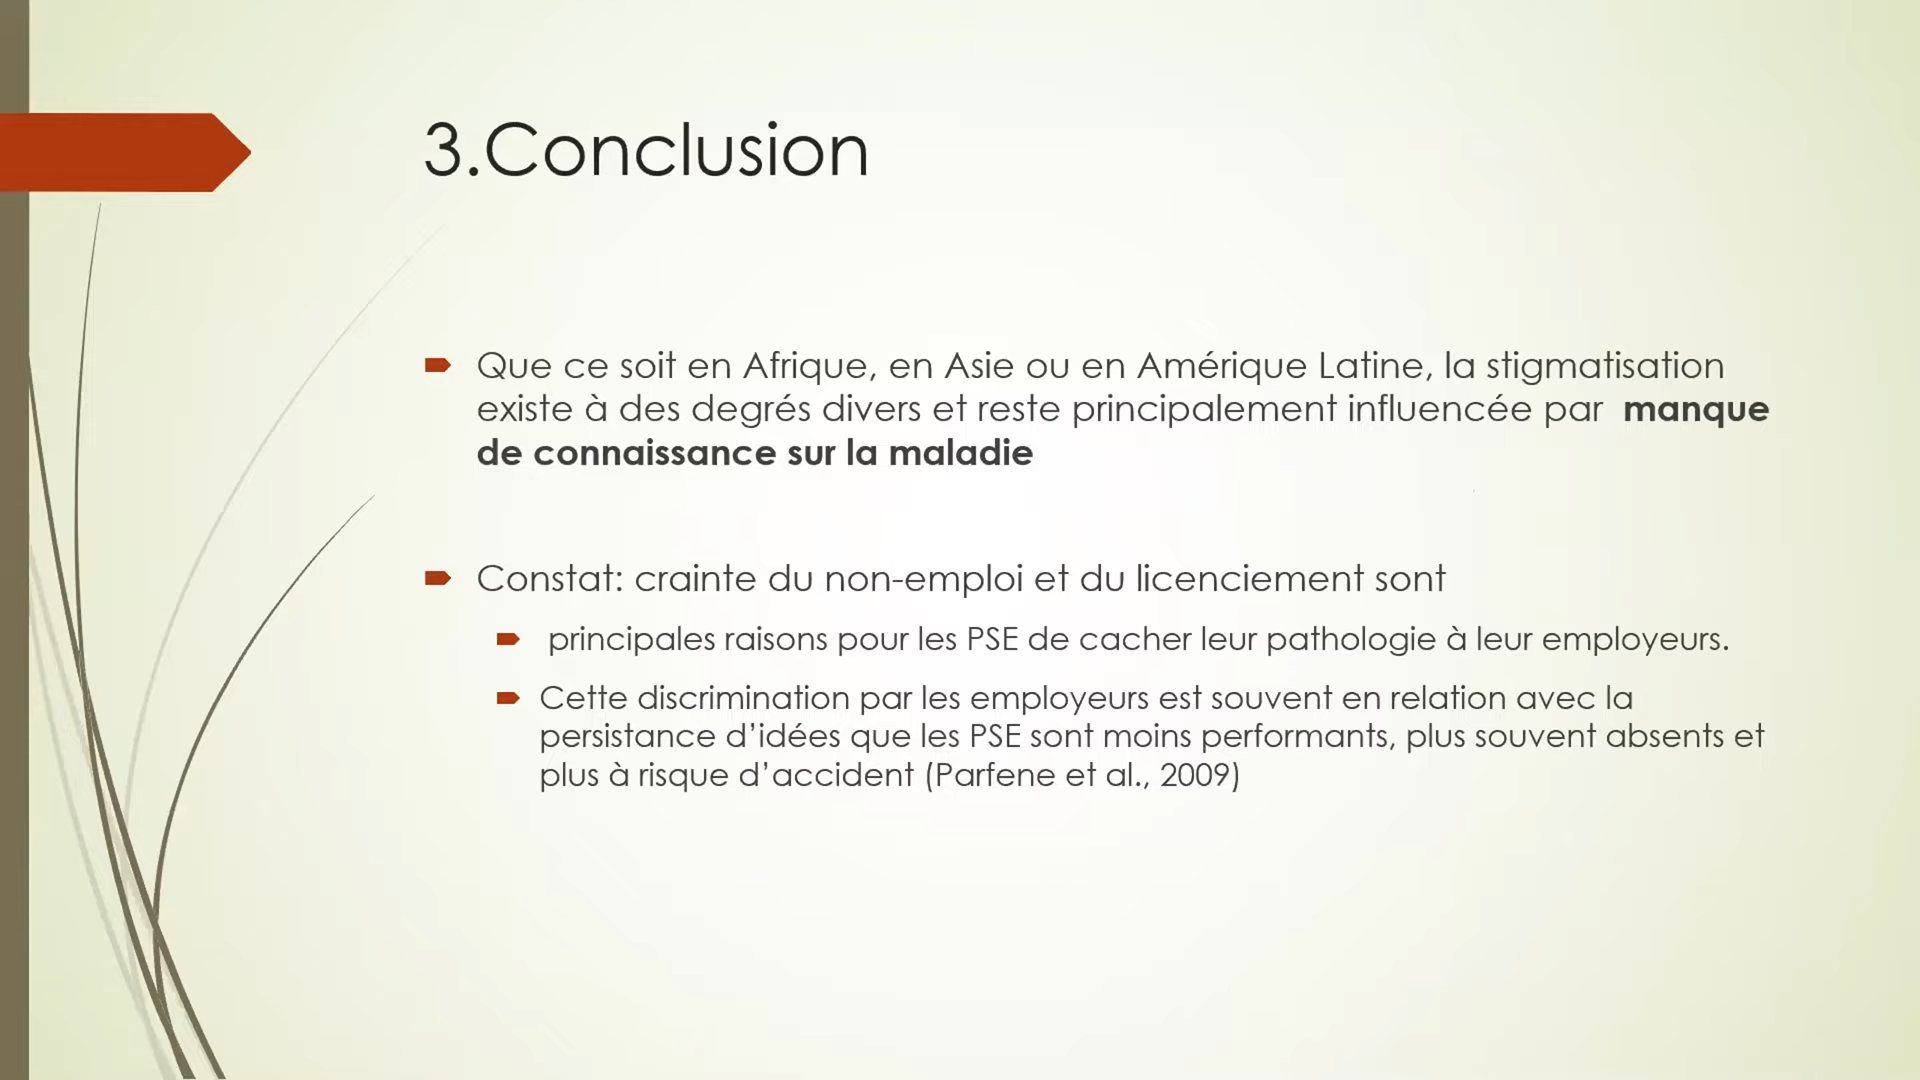 3.Conclusion
Que ce soit en Afrique, en Asie ou en Amérique Latine, la stigmatisation
existe à des degrés divers et reste principalement influencée par manque
de connaissance sur la maladie
Constat: crainte du non-emploi et du licenciement sont
principales raisons pour les PSE de cacher leur pathologie à leur employeurs.
Cette discrimination par les employeurs est souvent en relation avec la
persistance d’idées que les PSE sont moins performants, plus souvent absents et
plus à risque d’accident (Parfene et al., 2009)